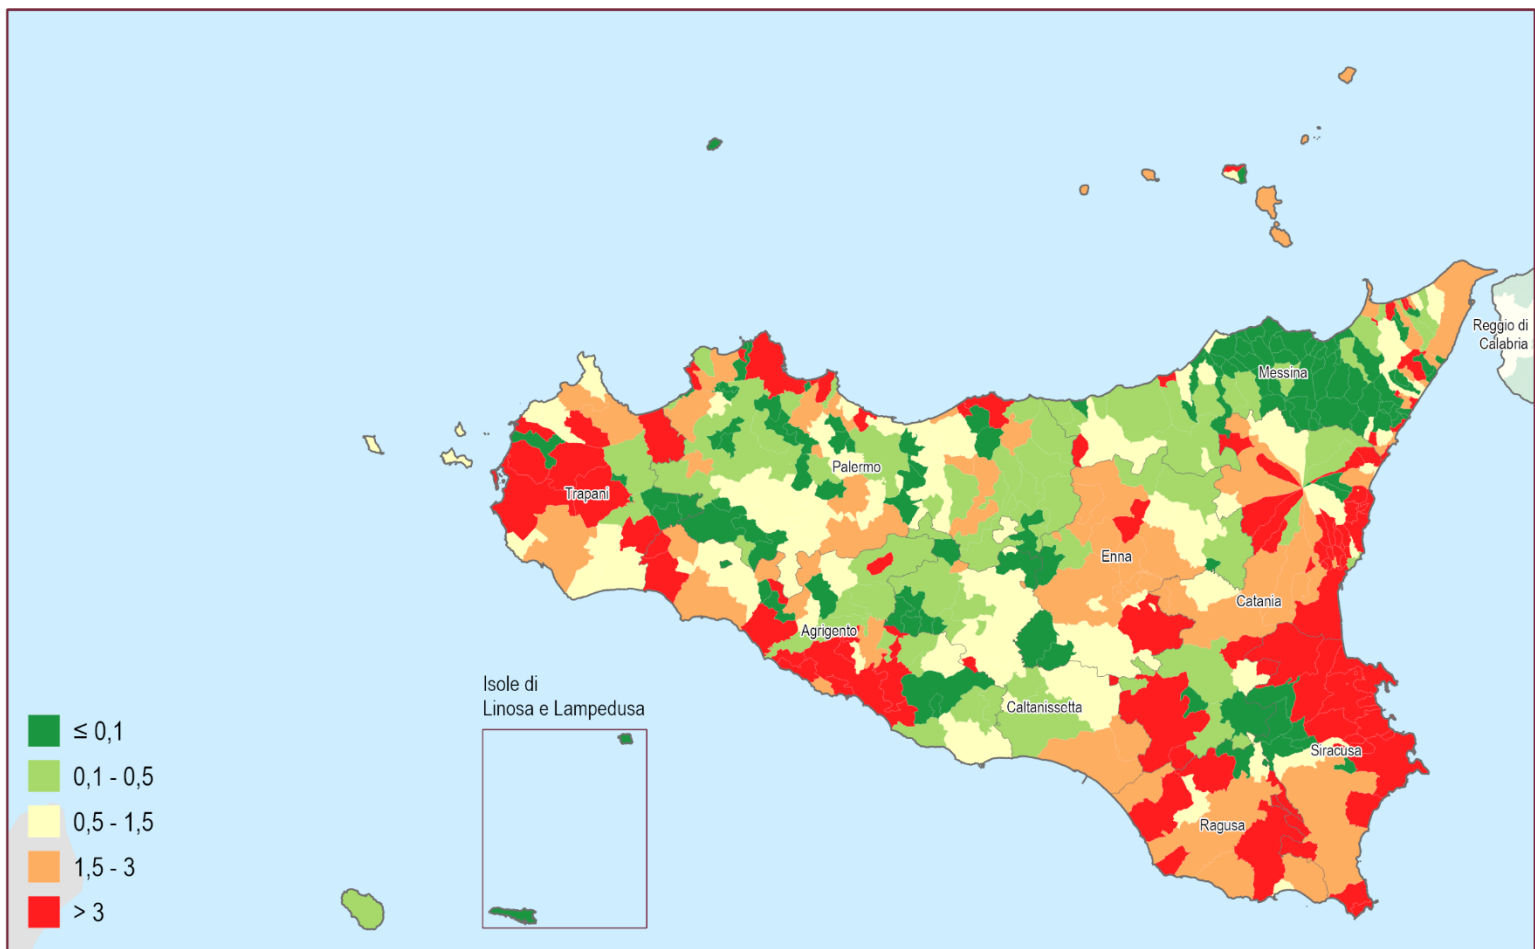 Reggio di
Calabria
Messina
Palermo
Trapani
Enna
Catania
Agrigento
Isole di
Linosa e Lampedusa
Caltanissetta
Siracusa
Ragusa
≤ 0,1
0,1 - 0,5
0,5 - 1,5
1,5 - 3
> 3